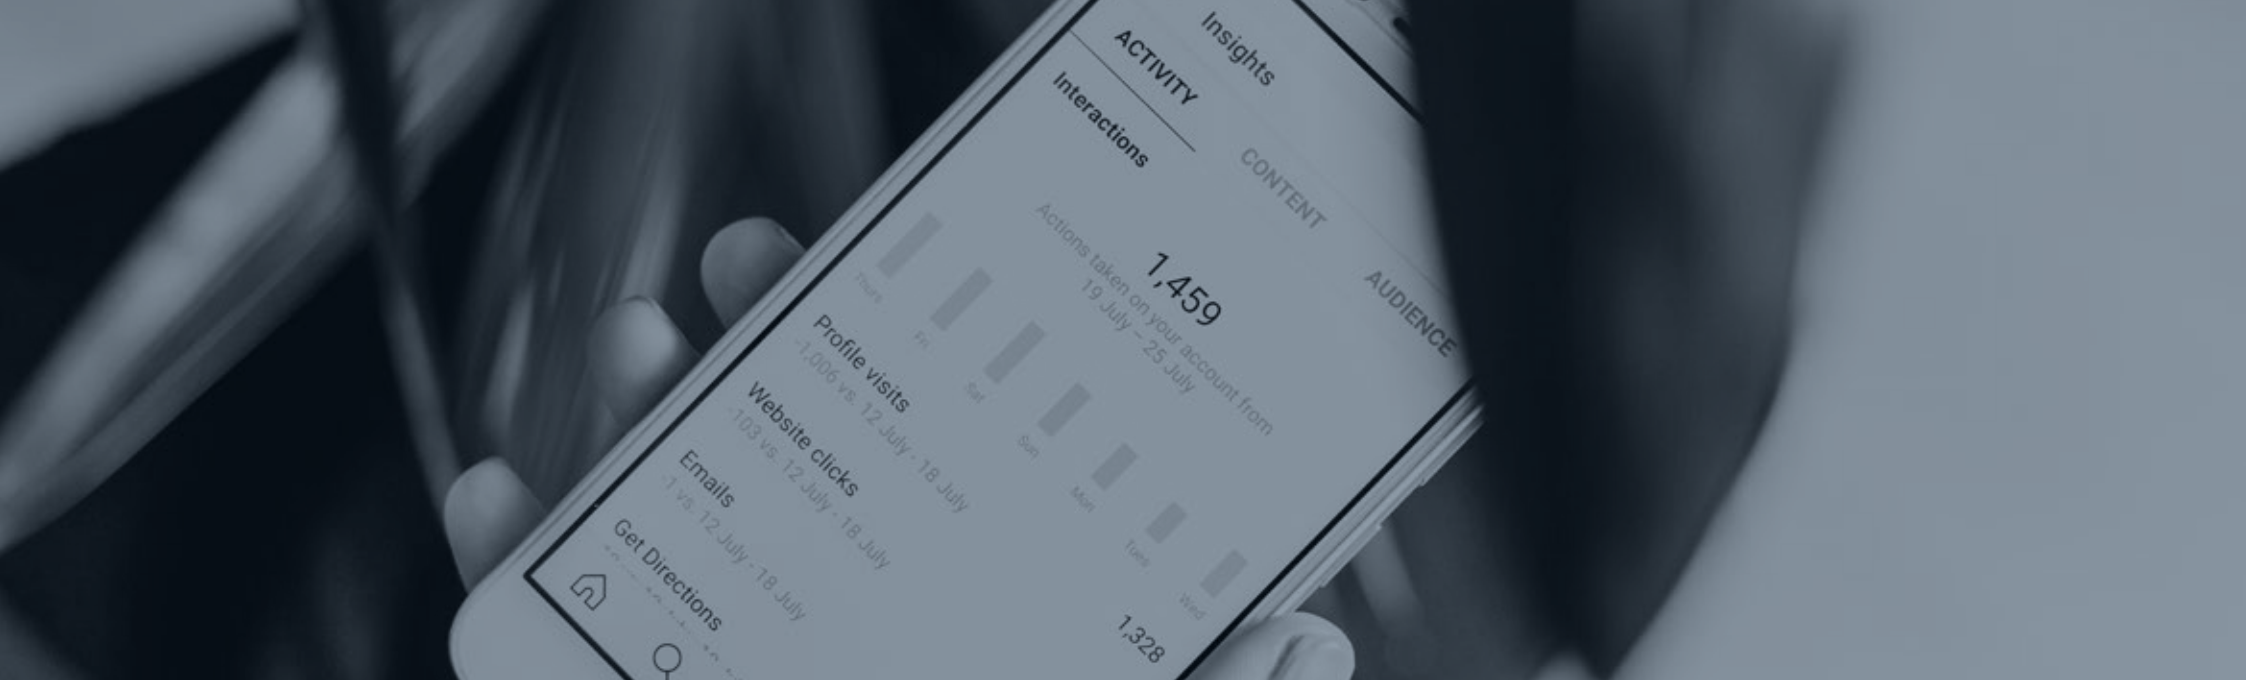 Insights
ACTIVITY
CONTENT
AUDIENCE
Interactions
1,459
Actions taken on your account from
19 July – 25 July
Thurs
Fri
Sat
Sun
Mon
Tues
Wed
Profile visits
1,328
-1,006 vs. 12 July - 18 July
Website clicks
-103 vs. 12 July - 18 July
Emails
-1 vs. 12 July - 18 July
Get Directions